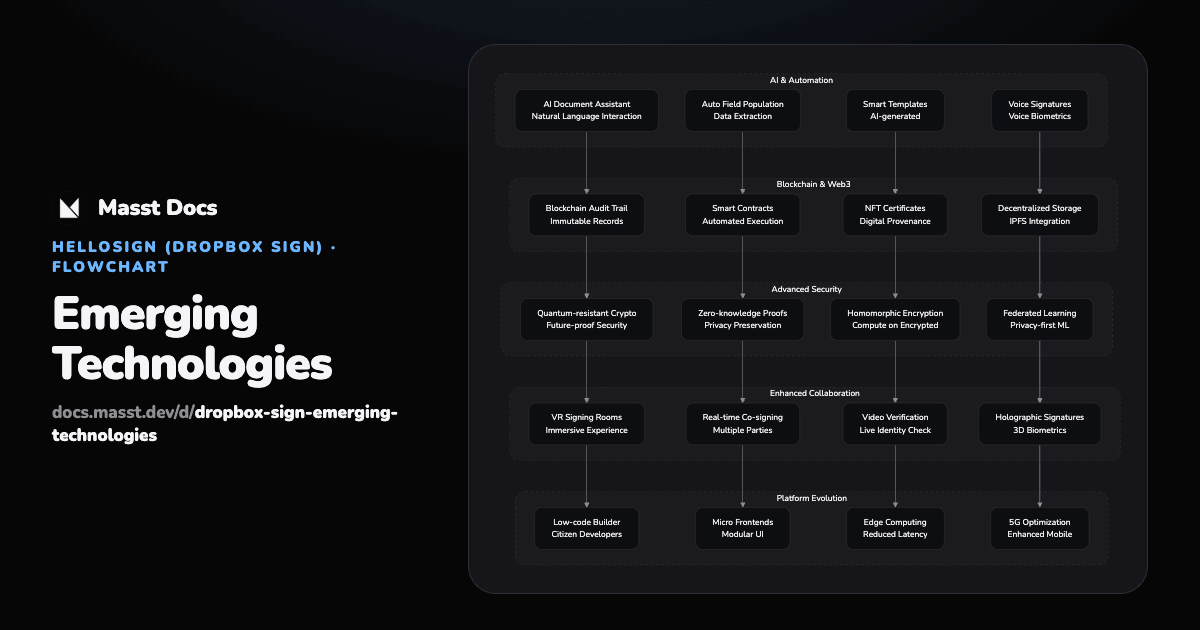 Masst Docs
HELLOSIGN (DROPBOX SIGN) ·
FLOWCHART
Emerging
Technologies
docs.masst.dev/d/dropbox-sign-emerging-
technologies
AI & Automation
AI Document Assistant
Natural Language Interaction
Auto Field Population
Data Extraction
Smart Templates
AI-generated
Voice Signatures
Voice Biometrics
Blockchain & Web3
Blockchain Audit Trail
Immutable Records
Smart Contracts
Automated Execution
NFT Certificates
Digital Provenance
Decentralized Storage
IPFS Integration
Advanced Security
Quantum-resistant Crypto
Future-proof Security
Zero-knowledge Proofs
Privacy Preservation
Homomorphic Encryption
Compute on Encrypted
Federated Learning
Privacy-first ML
Enhanced Collaboration
VR Signing Rooms
Immersive Experience
Real-time Co-signing
Multiple Parties
Video Verification
Live Identity Check
Holographic Signatures
3D Biometrics
Platform Evolution
Low-code Builder
Citizen Developers
Micro Frontends
Modular UI
Edge Computing
Reduced Latency
5G Optimization
Enhanced Mobile